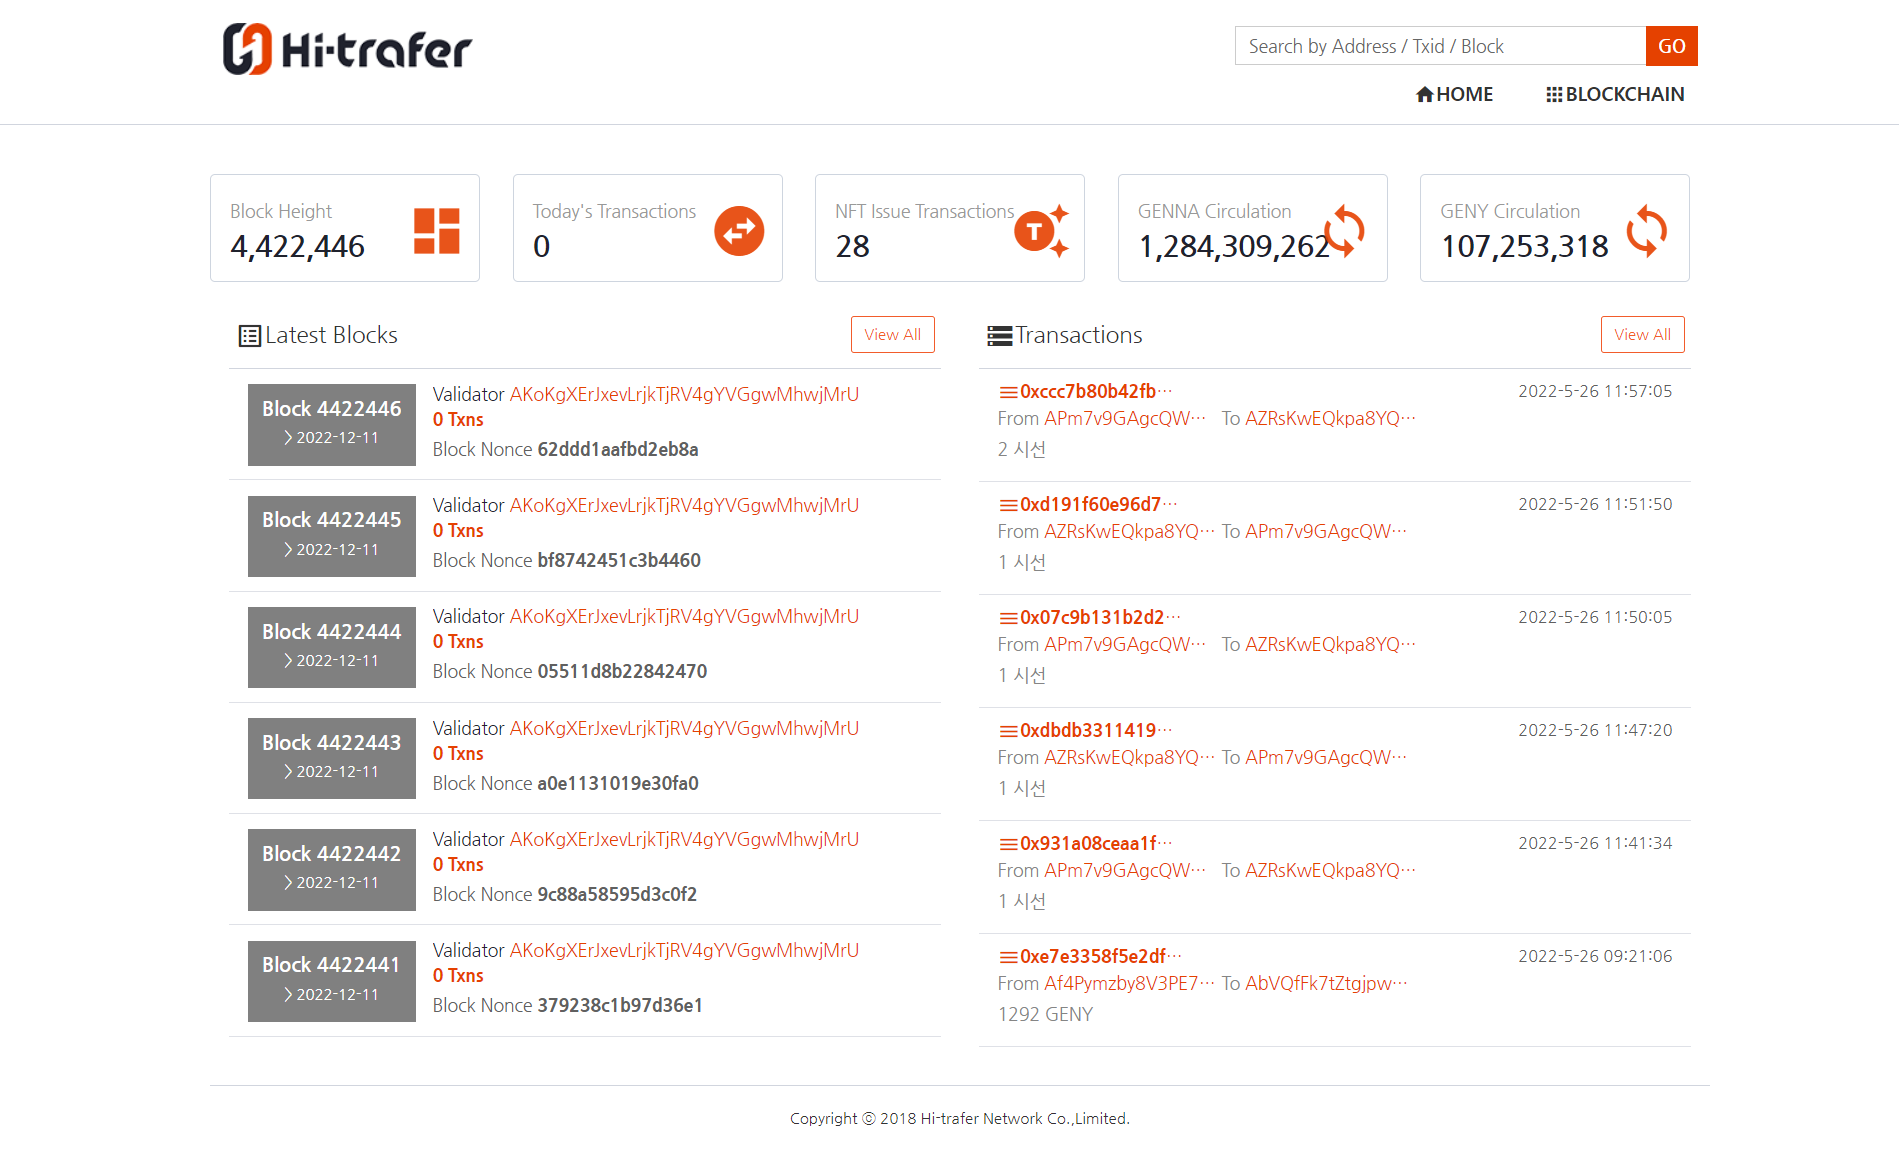 Hi-trafer
Search by Address / Txid / Block
GO
HOME
BLOCKCHAIN
Block Height
4,422,446
Today's Transactions
0
NFT Issue Transactions
28
T
GENNA Circulation
1,284,309,262
GENY Circulation
107,253,318
Latest Blocks
View All
Block 4422446
2022-12-11
Validator AKoKgXErJxevLrjkTjRV4gYVGgwMhwjMrU
0 Txns
Block Nonce 62ddd1aafbd2eb8a
Block 4422445
2022-12-11
Validator AKoKgXErJxevLrjkTjRV4gYVGgwMhwjMrU
0 Txns
Block Nonce bf8742451c3b4460
Block 4422444
2022-12-11
Validator AKoKgXErJxevLrjkTjRV4gYVGgwMhwjMrU
0 Txns
Block Nonce 05511d8b22842470
Block 4422443
2022-12-11
Validator AKoKgXErJxevLrjkTjRV4gYVGgwMhwjMrU
0 Txns
Block Nonce a0e1131019e30fa0
Block 4422442
2022-12-11
Validator AKoKgXErJxevLrjkTjRV4gYVGgwMhwjMrU
0 Txns
Block Nonce 9c88a58595d3c0f2
Block 4422441
2022-12-11
Validator AKoKgXErJxevLrjkTjRV4gYVGgwMhwjMrU
0 Txns
Block Nonce 379238c1b97d36e1
Transactions
View All
0xccc7b80b42fb… 2022-5-26 11:57:05
From APm7v9GAgcQW… To AZRsKwEQkpa8YQ…
2 시선
0xd191f60e96d7… 2022-5-26 11:51:50
From AZRsKwEQkpa8YQ… To APm7v9GAgcQW…
1 시선
0x07c9b131b2d2… 2022-5-26 11:50:05
From APm7v9GAgcQW… To AZRsKwEQkpa8YQ…
1 시선
0xdbdb3311419… 2022-5-26 11:47:20
From AZRsKwEQkpa8YQ… To APm7v9GAgcQW…
1 시선
0x931a08ceaa1f… 2022-5-26 11:41:34
From APm7v9GAgcQW… To AZRsKwEQkpa8YQ…
1 시선
0xe7e3358f5e2df… 2022-5-26 09:21:06
From Af4Pymzby8V3PE7… To AbVQfFk7tZtgjpw…
1292 GENY
Copyright ⓒ 2018 Hi-trafer Network Co.,Limited.